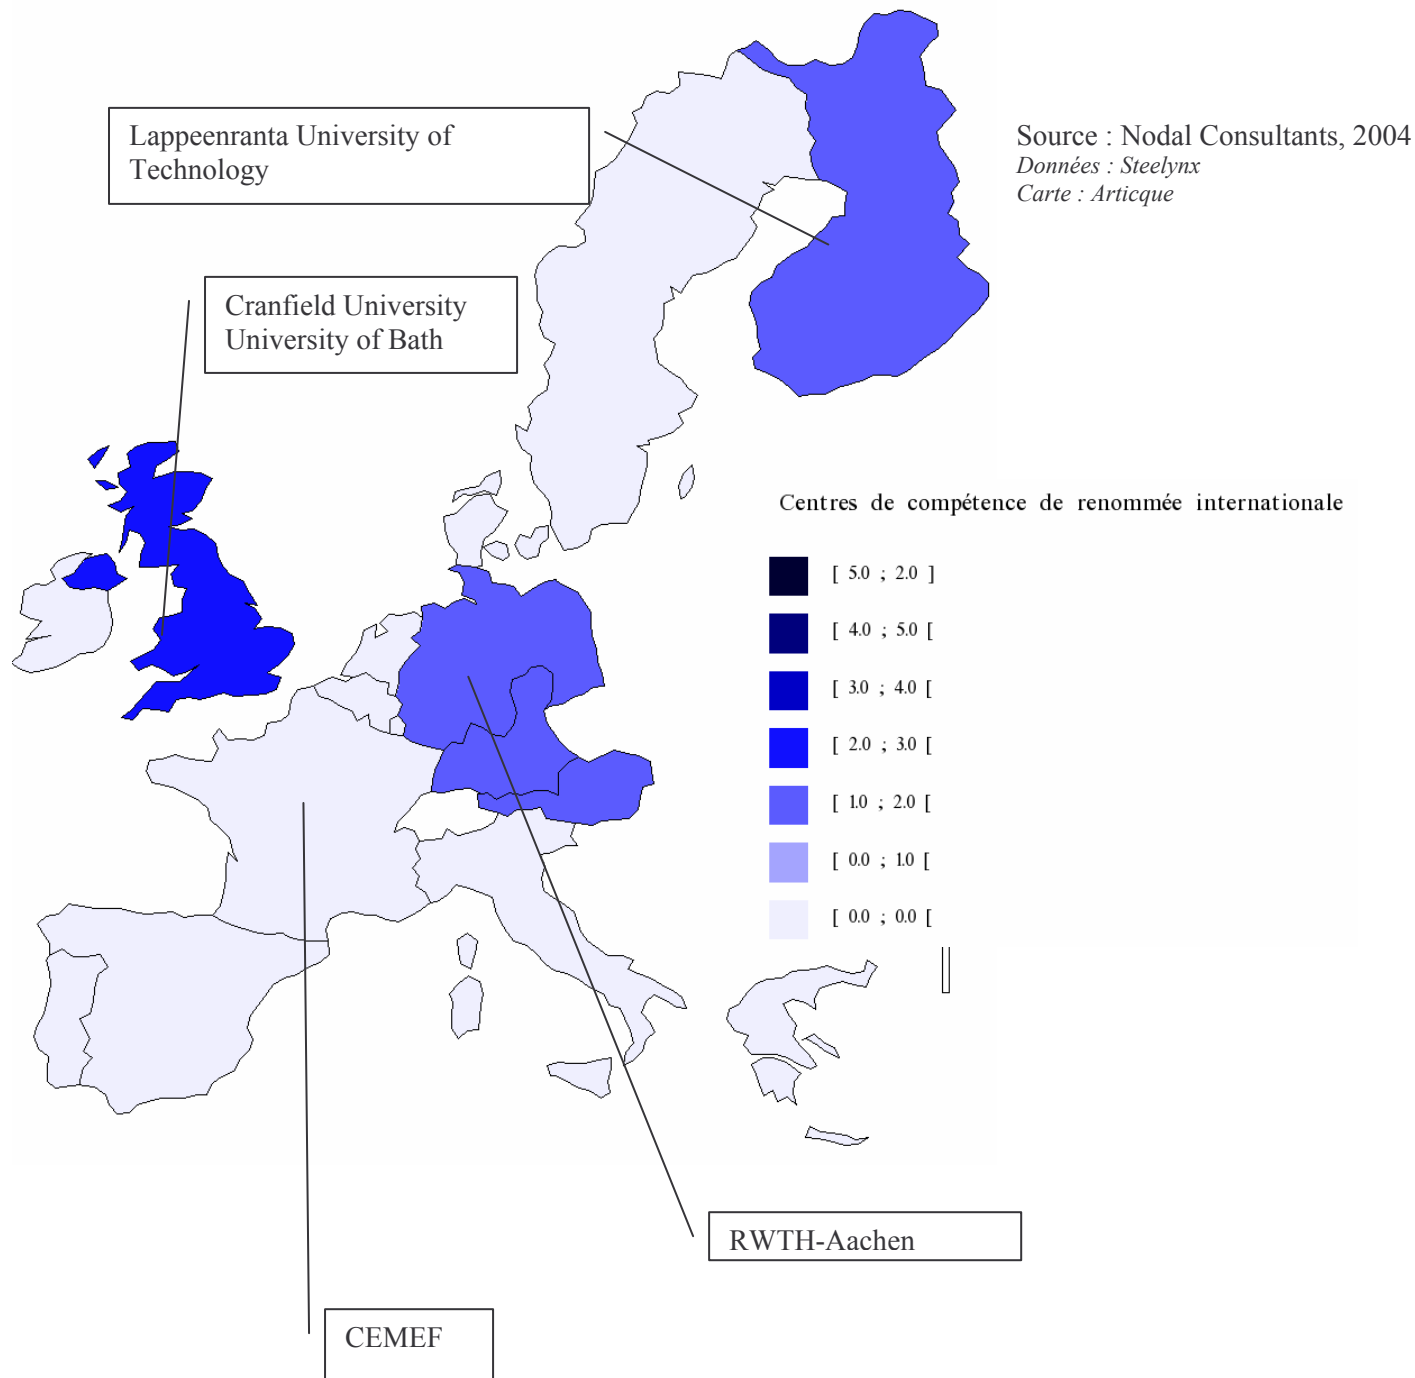 Lappeenranta University of
Technology
Source : Nodal Consultants, 2004
Données : Steelynx
Carte : Articque
Cranfield University
University of Bath
Centres de compétence de renommée internationale
[ 5.0 ; 2.0 ]
[ 4.0 ; 5.0 [
[ 3.0 ; 4.0 [
[ 2.0 ; 3.0 [
[ 1.0 ; 2.0 [
[ 0.0 ; 1.0 [
[ 0.0 ; 0.0 [
RWTH-Aachen
CEMEF